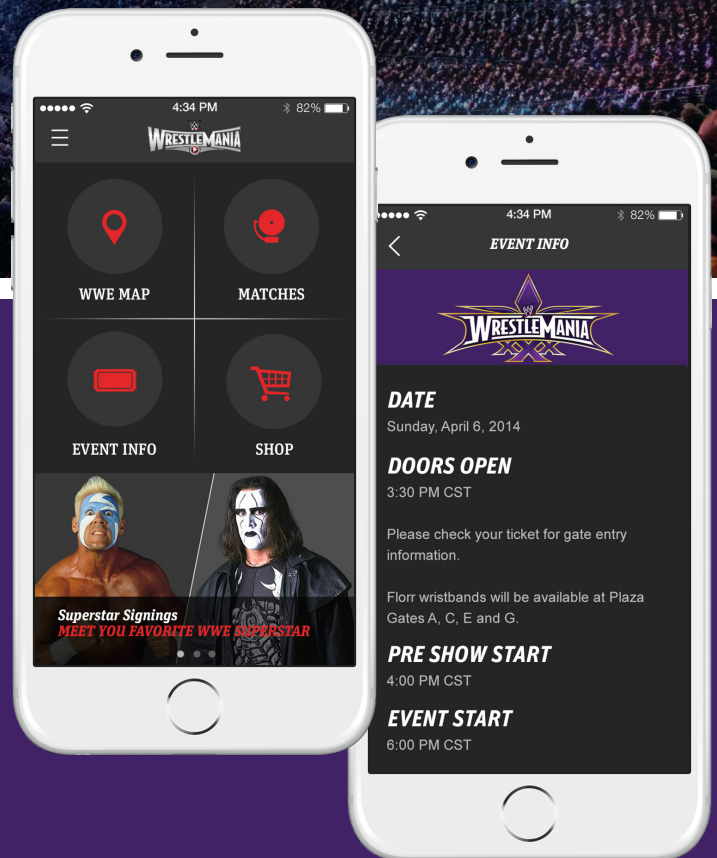 4:34 PM
82%
W
WRESTLEMANIA
WWE MAP
MATCHES
EVENT INFO
SHOP
Superstar Signings
MEET YOU FAVORITE WWE SUPERSTAR
4:34 PM
82%
EVENT INFO
W
WRESTLEMANIA
XXX
DATE
Sunday, April 6, 2014
DOORS OPEN
3:30 PM CST
Please check your ticket for gate entry
information.
Florr wristbands will be available at Plaza
Gates A, C, E and G.
PRE SHOW START
4:00 PM CST
EVENT START
6:00 PM CST